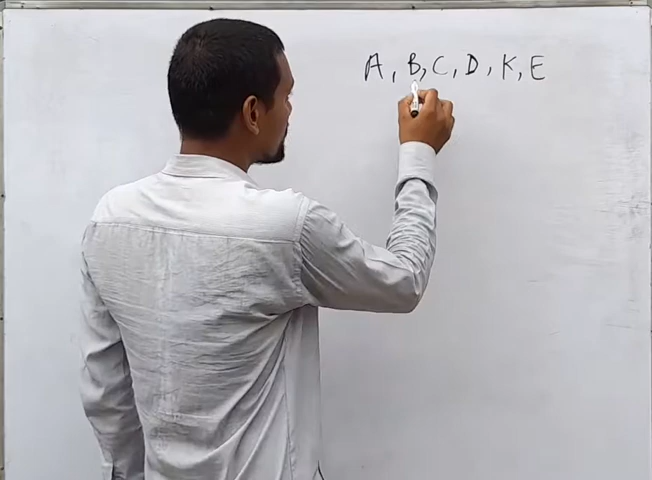 A, B, C, D, K, E